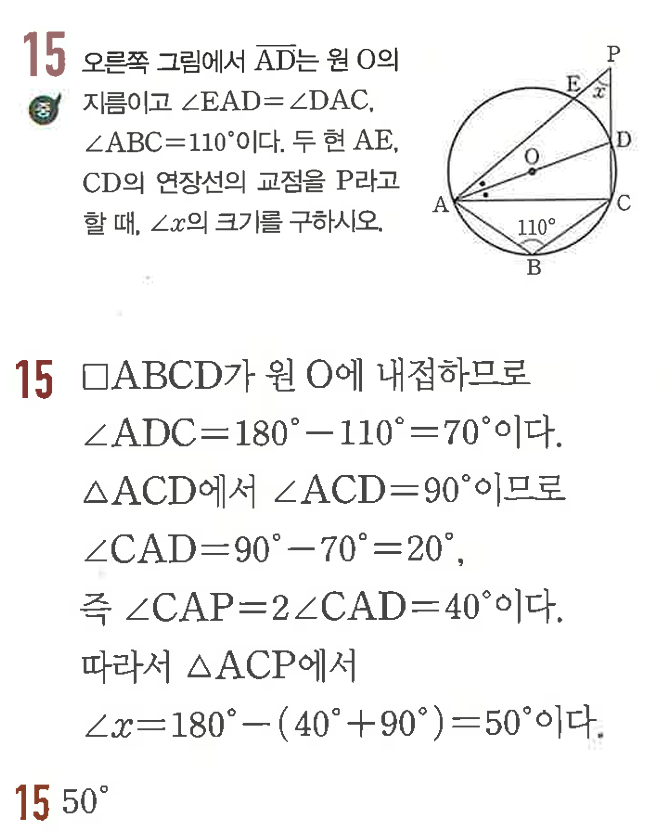 15 오른쪽 그림에서 AD는 원 O의
중 지름이고 ∠EAD=∠DAC,
∠ABC=110°이다. 두 현 AE,
CD의 연장선의 교점을 P라고
할 때, ∠x의 크기를 구하시오.
P
E
x
D
O
A
C
110°
B
15 □ABCD가 원 O에 내접하므로
∠ADC=180°-110°=70°이다.
△ACD에서 ∠ACD=90°이므로
∠CAD=90°-70°=20°,
즉 ∠CAP=2∠CAD=40°이다.
따라서 △ACP에서
∠x=180°-(40°+90°)=50°이다.
15 50°